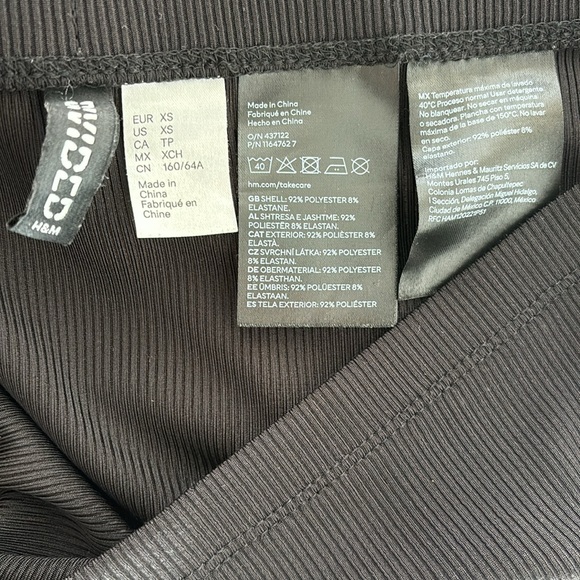 DIVIDED
H&M
EUR XS
US XS
CA TP
MX XCH
CN 160/64A
Made in
China
Fabriqué en
Chine
Made in China
Fabriqué en Chine
Hecho en China
O/N 437122
P/N 1164762 7
40
hm.com/takecare
GB SHELL: 92% POLYESTER 8%
ELASTANE.
AL SHTRESA E JASHTME: 92%
POLIESTËR 8% ELASTAN.
CAT EXTERIOR: 92% POLIÈSTER 8%
ELASTÀ.
CZ SVRCHNÍ LÁTKA: 92%
POLYESTER 8% ELASTAN.
DE OBERMATERIAL: 92% POLYESTER
8% ELASTHAN.
EE ÜMBRIS: 92% POLÜESTER 8%
ELASTAAN.
ES TELA EXTERIOR: 92% POLIÉSTER
MX Temperatura máxima de lavado
40°C Proceso normal Usar detergente.
No blanquear. No secar en máquina
o secadora. Plancha con temperatura
máxima de la base de 150°C. No
lavar en seco.
Capa exterior: 92% poliéster 8%
elastano.
Importado por:
H&M Hennes & Mauritz Servicios SA de CV
Montes Urales 745 Piso 5,
Colonia Lomas de Chapultepec,
I Sección, Delegación Miguel Hidalgo,
Ciudad de México C.P. 11000, México
RFC HAM120221P51